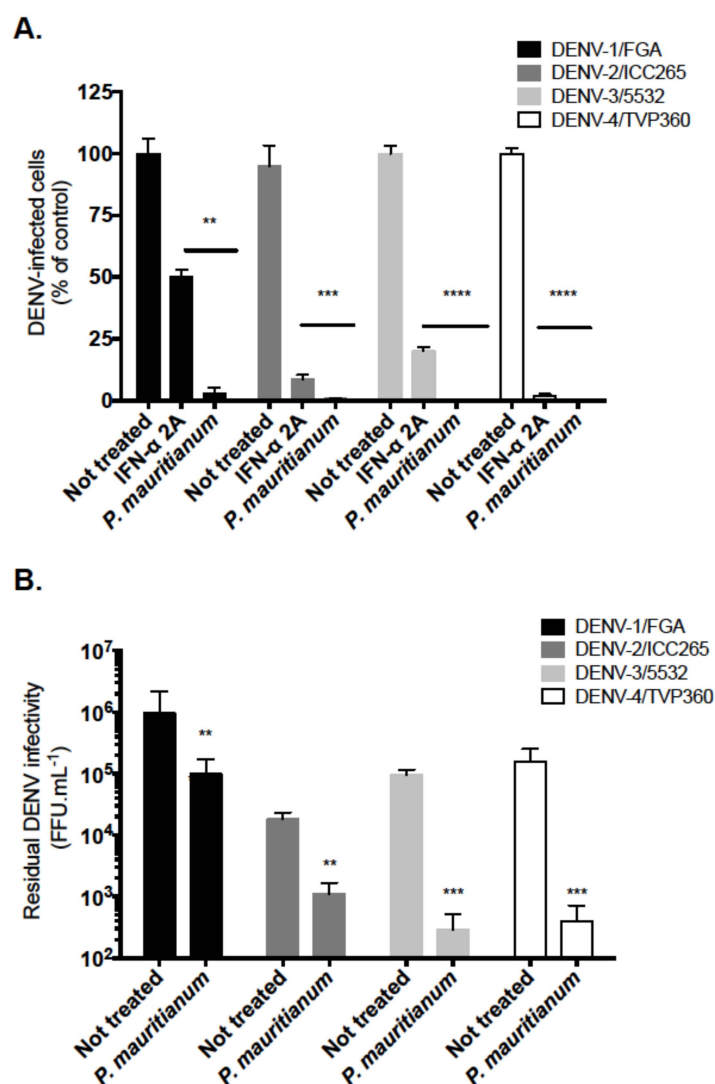 A.
DENV-1/FGA
DENV-2/ICC265
DENV-3/5532
DENV-4/TVP360
DENV-infected cells
(% of control)
125
100
75
50
25
0
**
***
****
****
Not treated
IFN-α 2A
P. mauritianum
Not treated
IFN-α 2A
P. mauritianum
Not treated
IFN-α 2A
P. mauritianum
Not treated
IFN-α 2A
P. mauritianum
B.
DENV-1/FGA
DENV-2/ICC265
DENV-3/5532
DENV-4/TVP360
Residual DENV infectivity
(FFU.mL⁻¹)
10⁷
10⁶
10⁵
10⁴
10³
10²
**
**
***
***
Not treated
P. mauritianum
Not treated
P. mauritianum
Not treated
P. mauritianum
Not treated
P. mauritianum